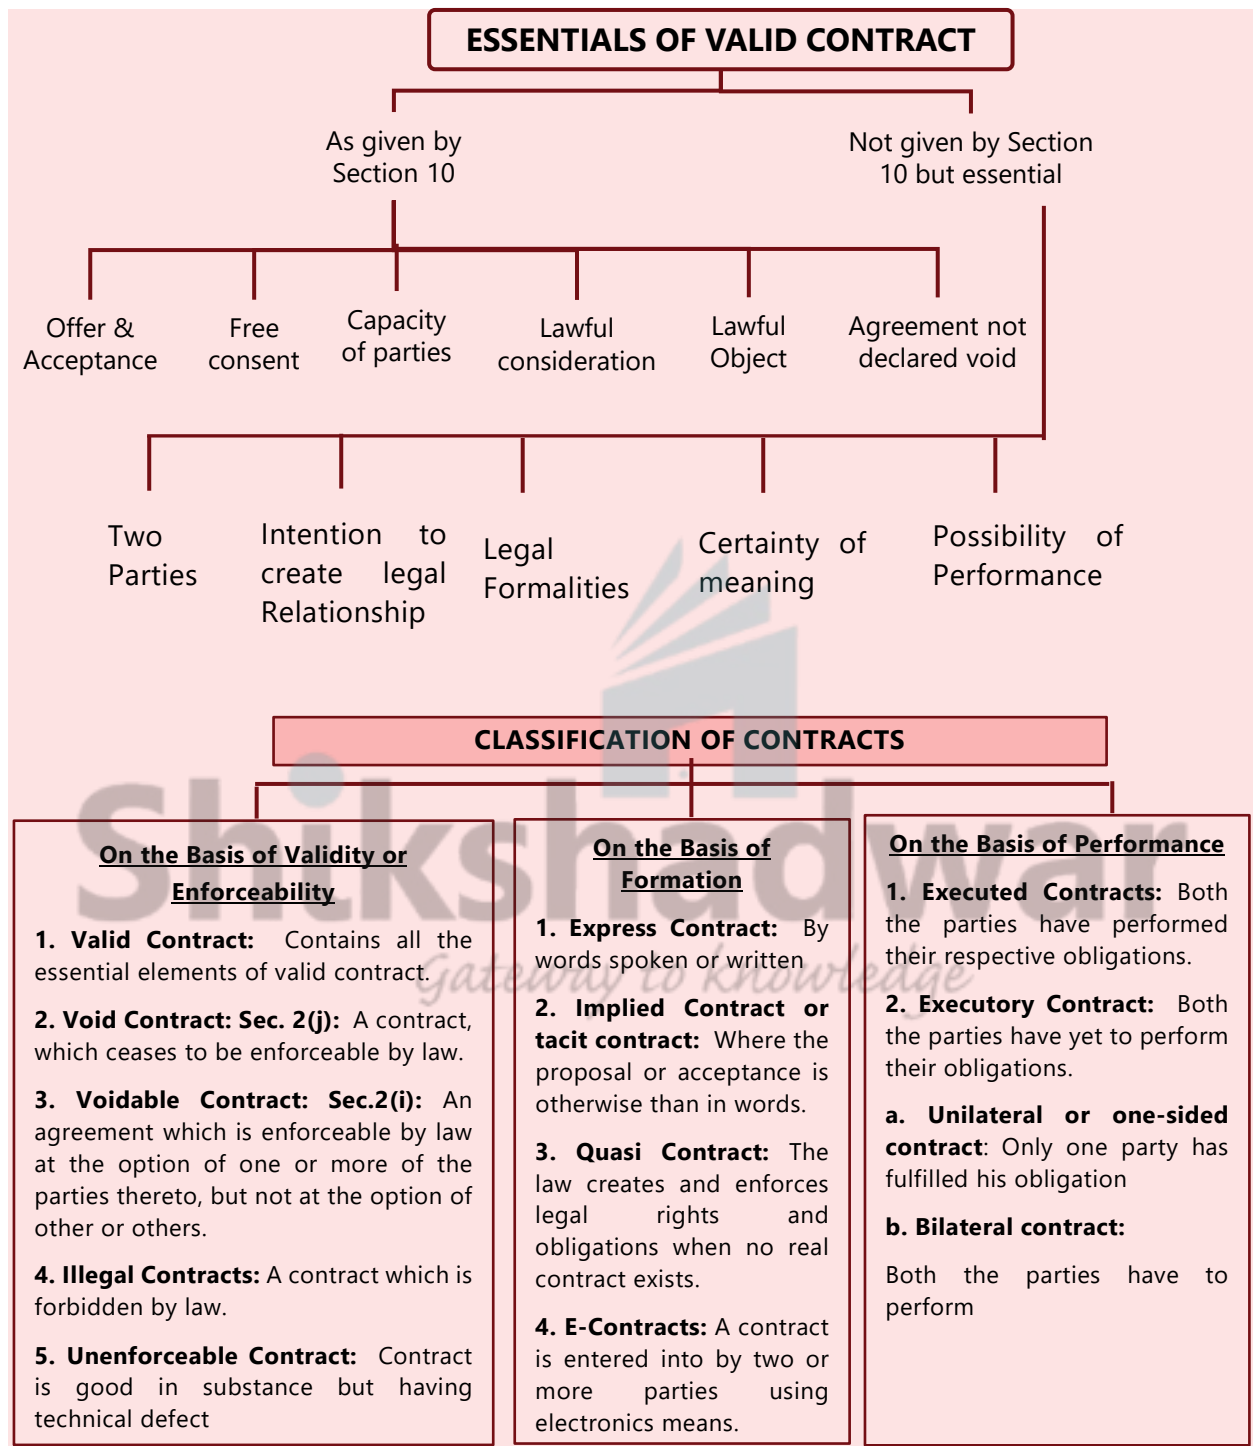 ESSENTIALS OF VALID CONTRACT
As given by
Section 10
Not given by Section
10 but essential
Offer &
Acceptance
Free
consent
Capacity
of parties
Lawful
consideration
Lawful
Object
Agreement not
declared void
Two
Parties
Intention to
create legal
Relationship
Legal
Formalities
Certainty of
meaning
Possibility of
Performance
CLASSIFICATION OF CONTRACTS
Shikshadwar
Gateway to knowledge
On the Basis of Validity or
Enforceability
1. Valid Contract: Contains all the
essential elements of valid contract.
2. Void Contract: Sec. 2(j): A contract,
which ceases to be enforceable by law.
3. Voidable Contract: Sec.2(i): An
agreement which is enforceable by law
at the option of one or more of the
parties thereto, but not at the option of
other or others.
4. Illegal Contracts: A contract which is
forbidden by law.
5. Unenforceable Contract: Contract
is good in substance but having
technical defect
On the Basis of
Formation
1. Express Contract: By
words spoken or written
2. Implied Contract or
tacit contract: Where the
proposal or acceptance is
otherwise than in words.
3. Quasi Contract: The
law creates and enforces
legal rights and
obligations when no real
contract exists.
4. E-Contracts: A contract
is entered into by two or
more parties using
electronics means.
On the Basis of Performance
1. Executed Contracts: Both
the parties have performed
their respective obligations.
2. Executory Contract: Both
the parties have yet to perform
their obligations.
a. Unilateral or one-sided
contract: Only one party has
fulfilled his obligation
b. Bilateral contract:
Both the parties have to
perform